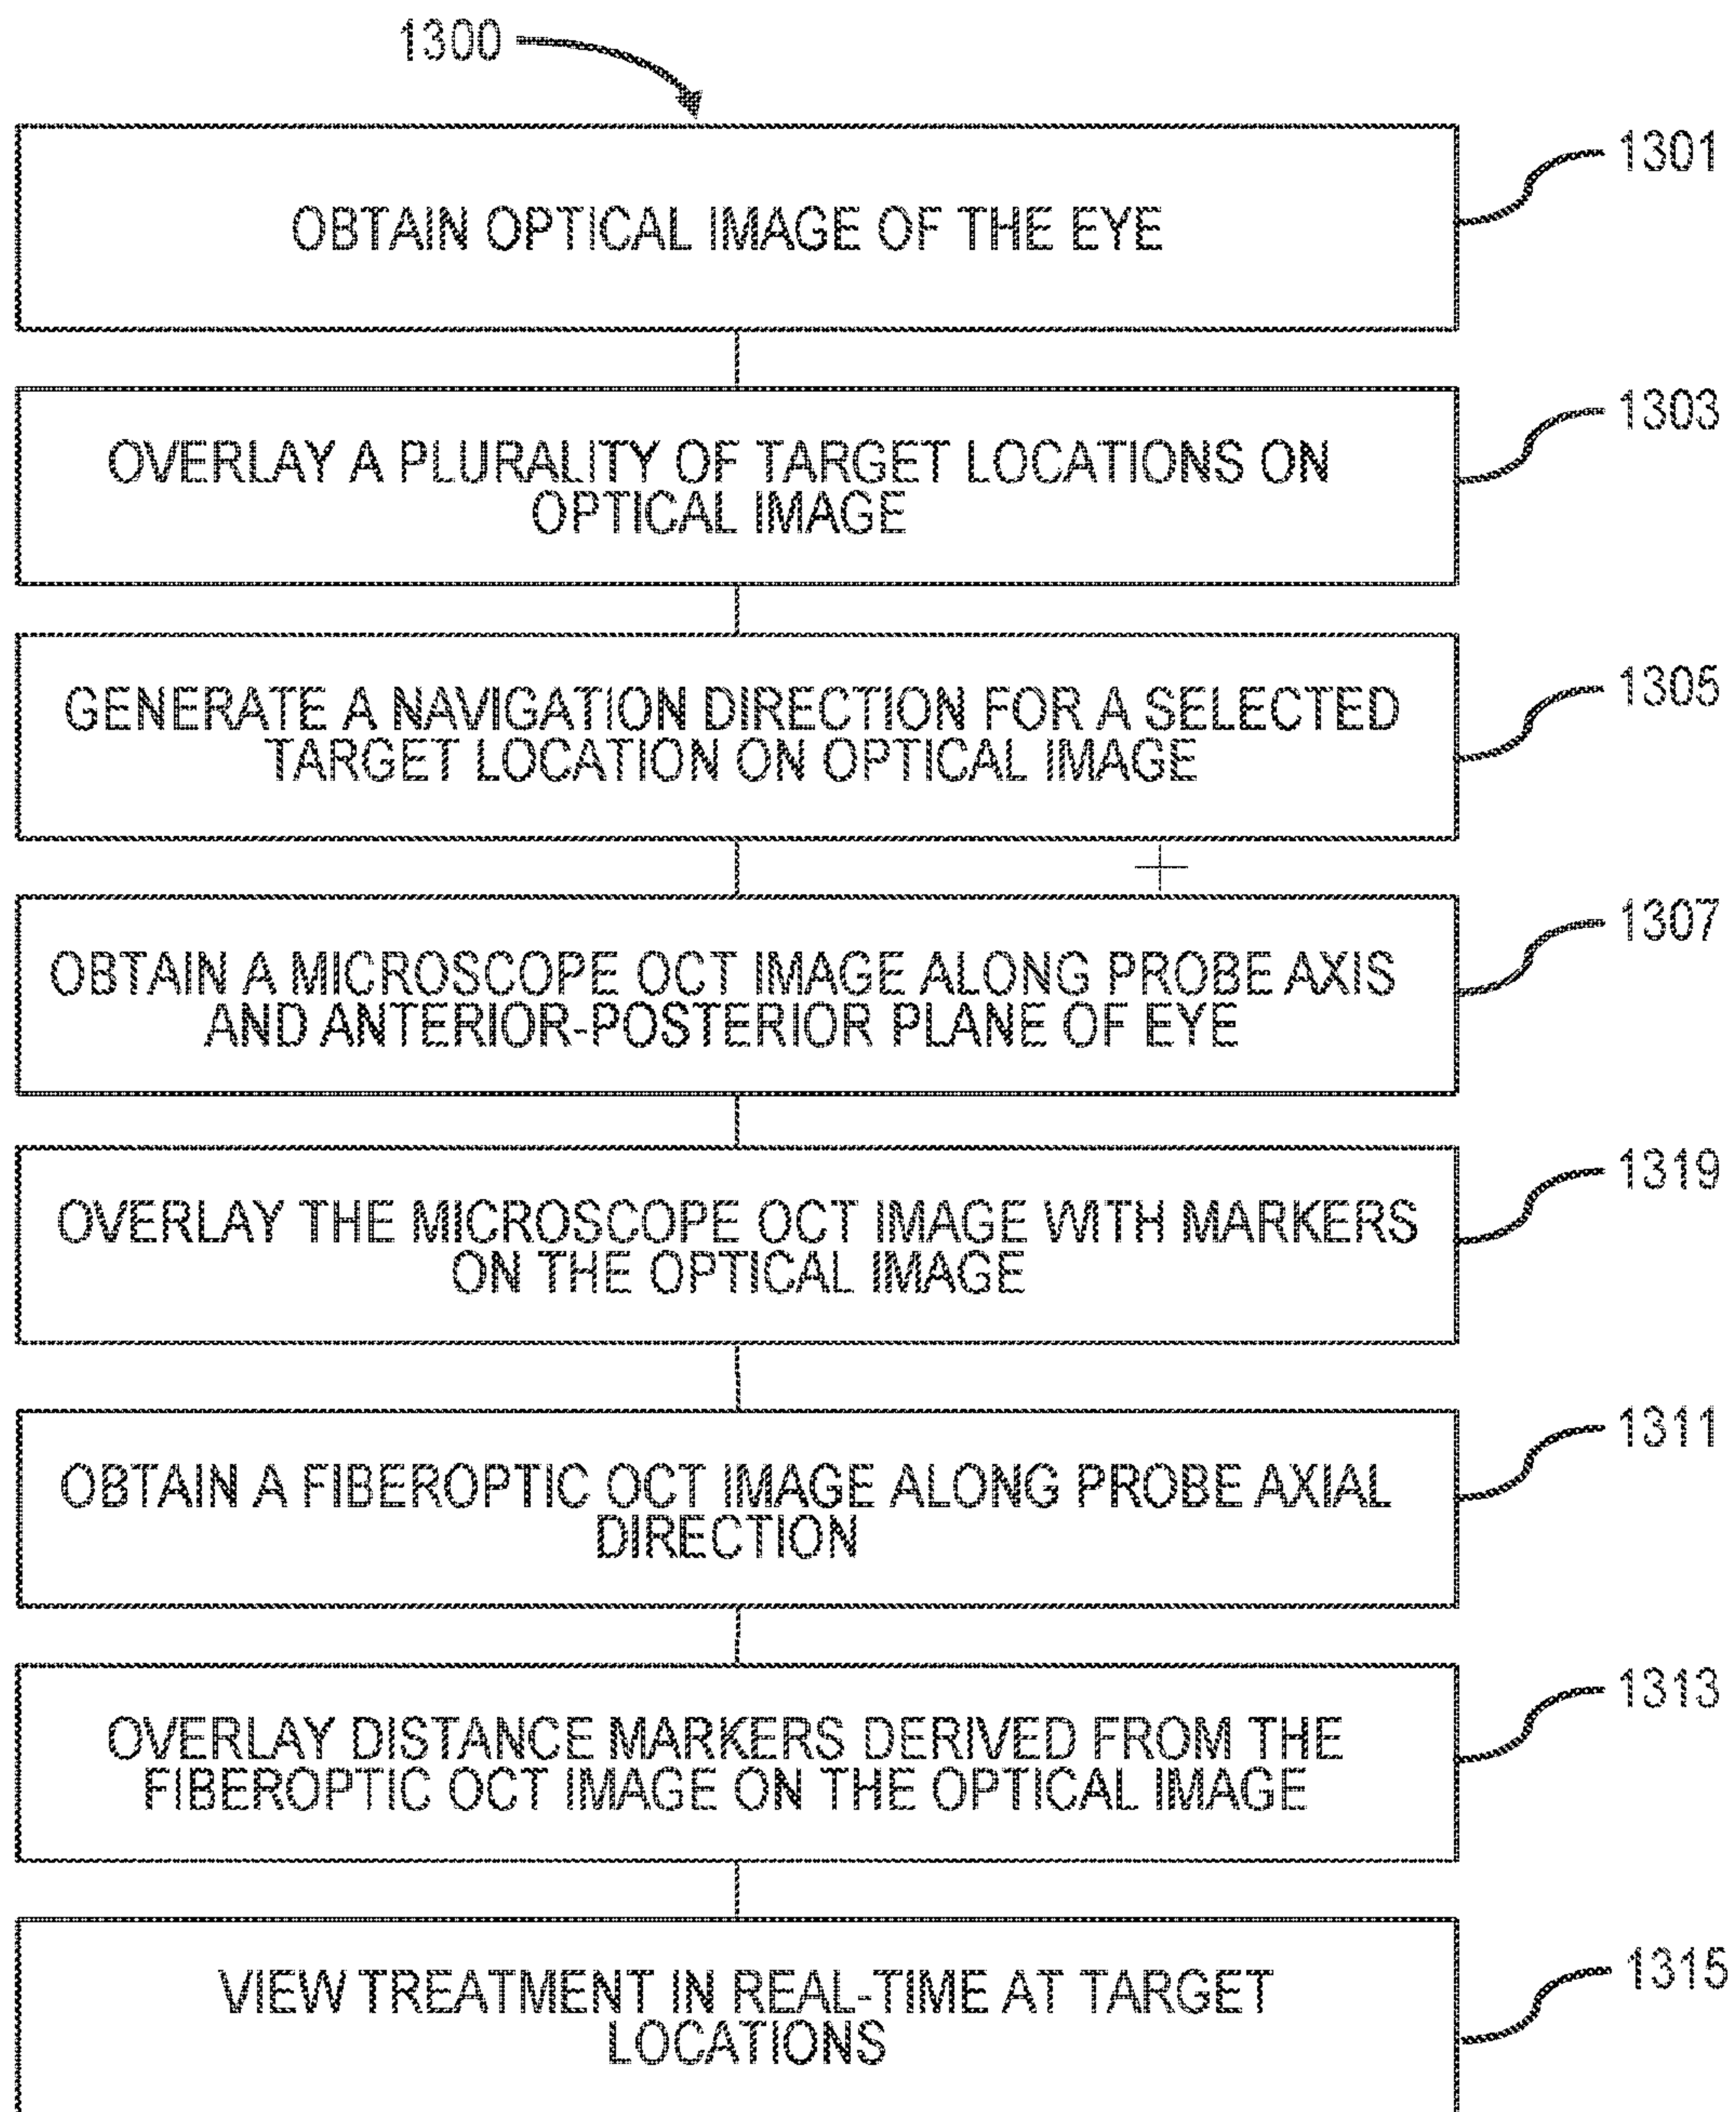 1300
1301
OBTAIN OPTICAL IMAGE OF THE EYE
1303
OVERLAY A PLURALITY OF TARGET LOCATIONS ON
OPTICAL IMAGE
1305
GENERATE A NAVIGATION DIRECTION FOR A SELECTED
TARGET LOCATION ON OPTICAL IMAGE
1307
OBTAIN A MICROSCOPE OCT IMAGE ALONG PROBE AXIS
AND ANTERIOR-POSTERIOR PLANE OF EYE
1319
OVERLAY THE MICROSCOPE OCT IMAGE WITH MARKERS
ON THE OPTICAL IMAGE
1311
OBTAIN A FIBEROPTIC OCT IMAGE ALONG PROBE AXIAL
DIRECTION
1313
OVERLAY DISTANCE MARKERS DERIVED FROM THE
FIBEROPTIC OCT IMAGE ON THE OPTICAL IMAGE
1315
VIEW TREATMENT IN REAL-TIME AT TARGET
LOCATIONS